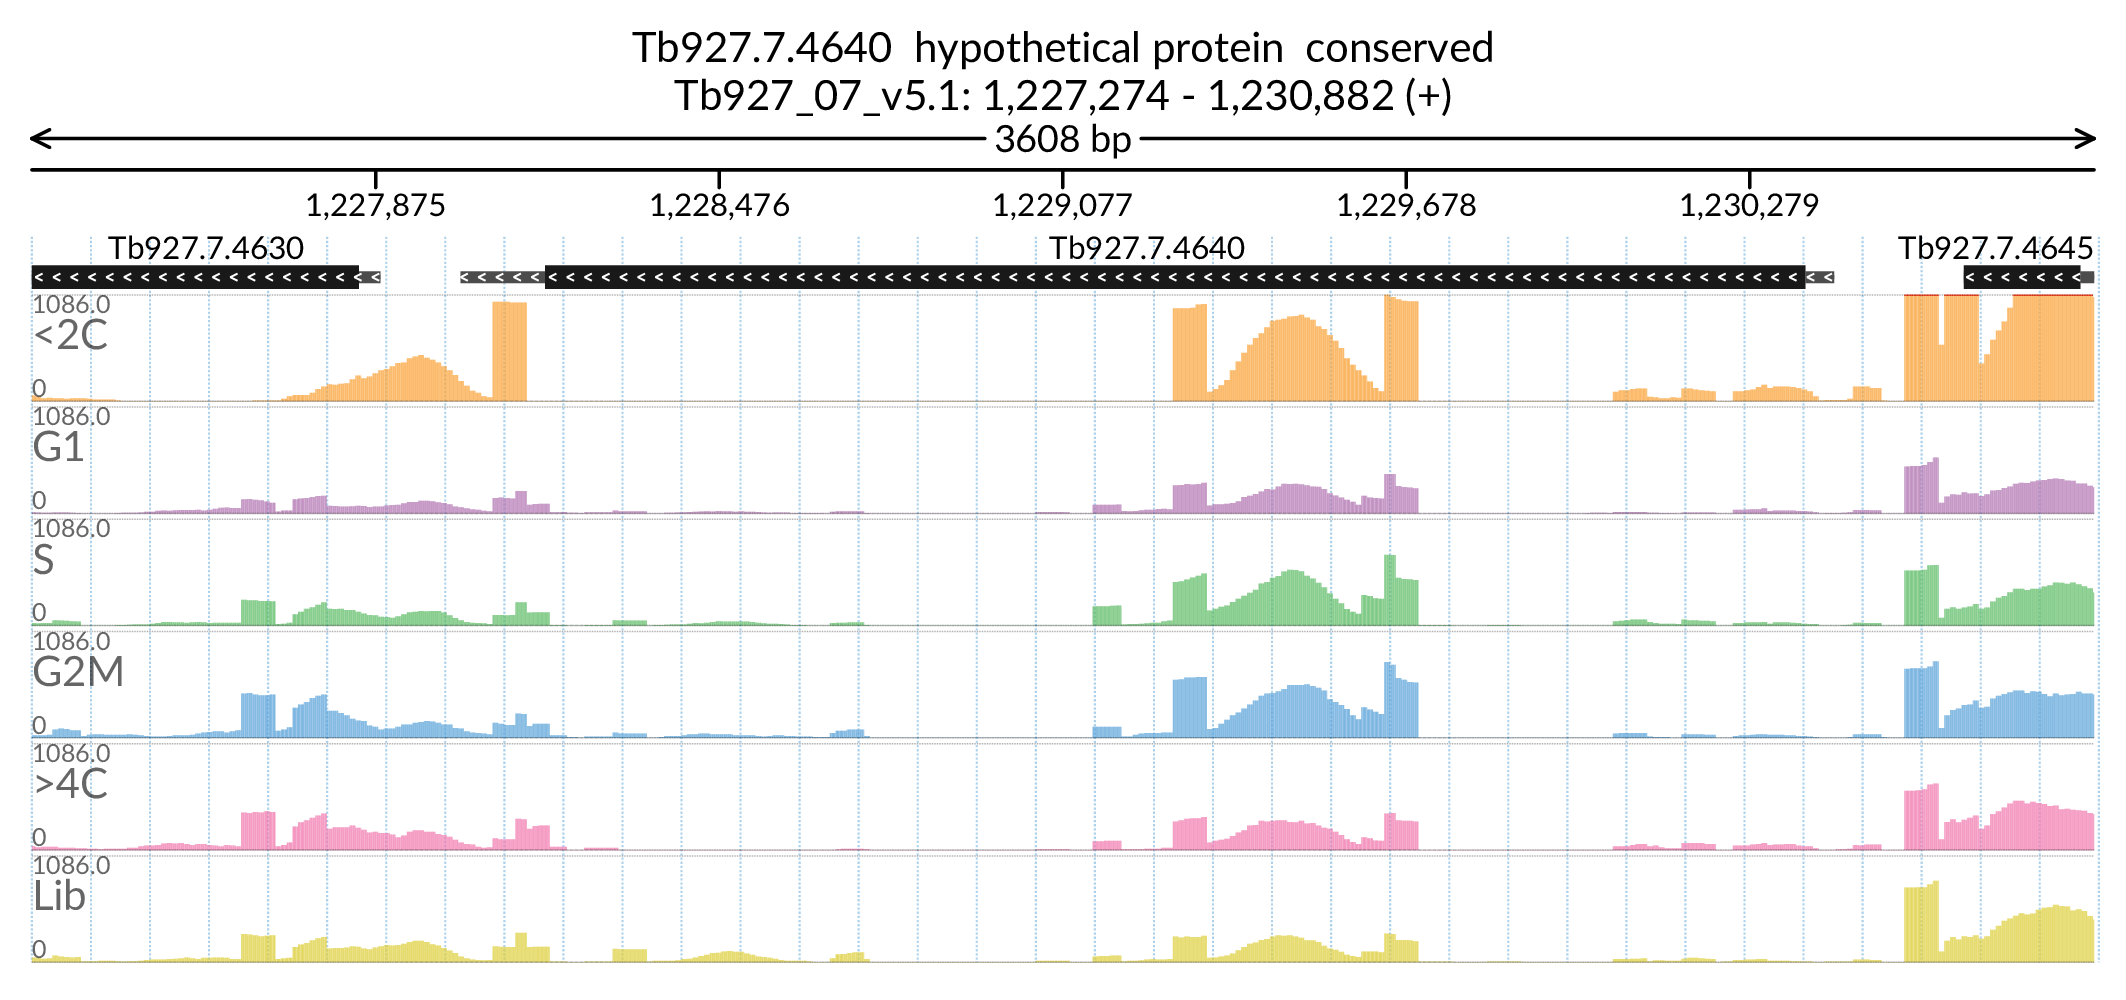 Tb927.7.4640 hypothetical protein conserved
Tb927_07_v5.1: 1,227,274 - 1,230,882 (+)
3608 bp
1,227,875 1,228,476 1,229,077 1,229,678 1,230,279
Tb927.7.4630 Tb927.7.4640 Tb927.7.4645
1086.0
<2C
0
1086.0
G1
0
1086.0
S
0
1086.0
G2M
0
1086.0
>4C
0
1086.0
Lib
0